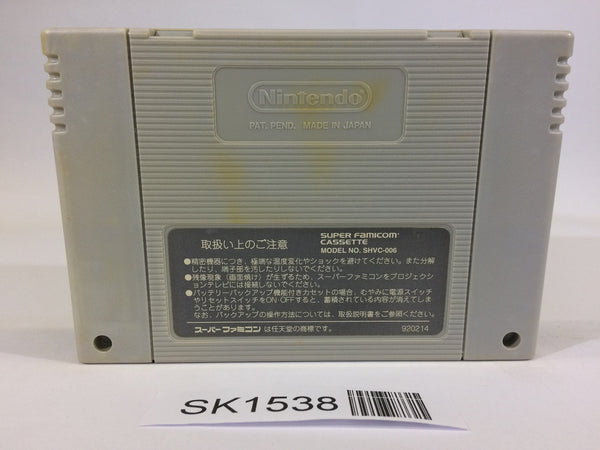 Nintendo
PAT. PEND. MADE IN JAPAN
取扱い上のご注意
SUPER FAMICOM
CASSETTE
MODEL NO. SHVC-006
●精密機器につき、極端な温度変化やショックを避けてください。また分解
したり、端子部を汚したりしないでください。
●残像現象(画面焼け)が生ずるため、スーパーファミコンをプロジェクシ
ョンテレビには接続しないでください。
●バッテリーバックアップ機能付きカセットの場合、むやみに電源スイッチ
やリセットスイッチをON・OFFすると、蓄積されている内容が消えてしま
うことがあります。
なお、バックアップの操作方法については、取扱説明書をご参照ください。
スーパーファミコン は任天堂の商標です。
920214
SK1538